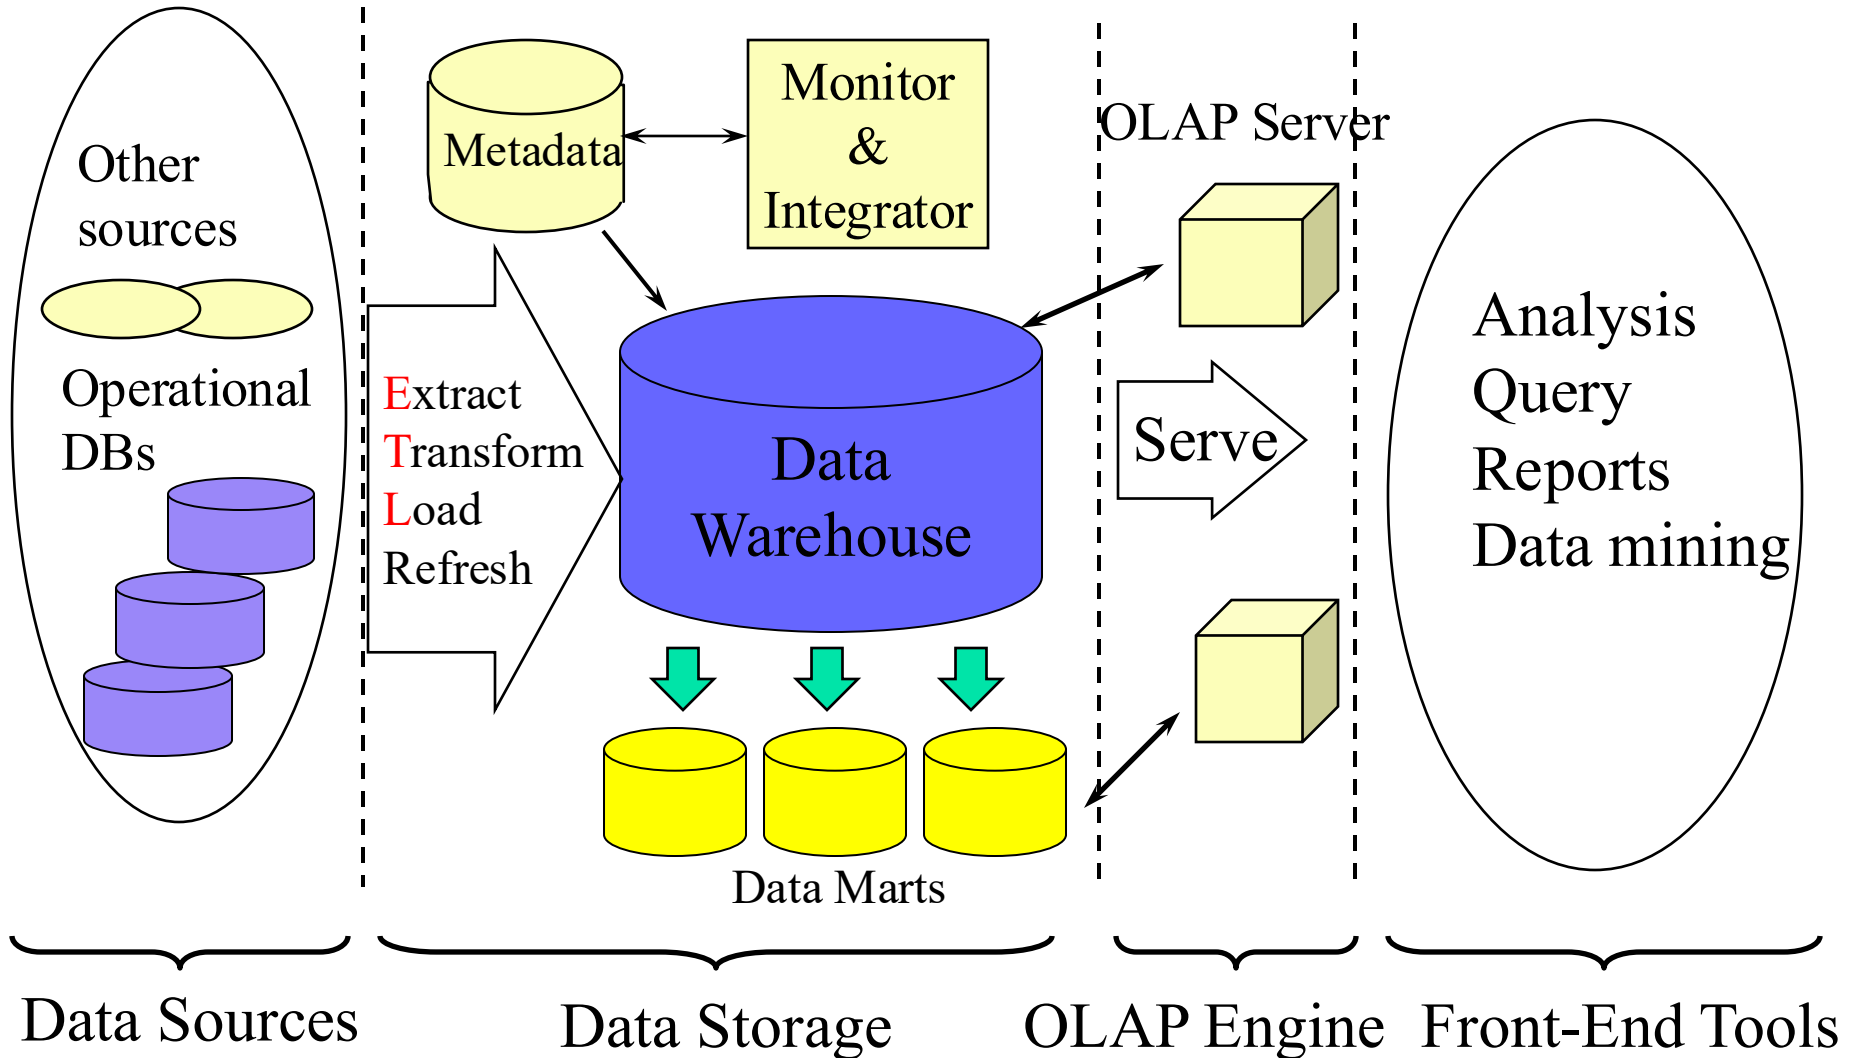 Other
sources
Operational
DBs
Metadata
Monitor
&
Integrator
Extract
Transform
Load
Refresh
Data
Warehouse
Data Marts
OLAP Server
Serve
Analysis
Query
Reports
Data mining
Data Sources
Data Storage
OLAP Engine
Front-End Tools